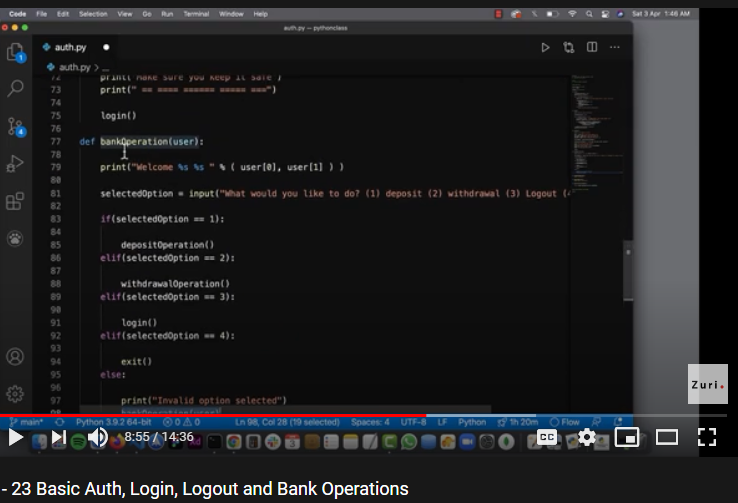 Code File Edit Selection View Go Run Terminal Window Help Sat 3 Apr 1:46 AM
auth.py — pythonclass
auth.py
auth.py > ...
72 print("Make sure you keep it safe")
73 print(" == ==== ====== ===== ===")
74
75 login()
76
77 def bankOperation(user):
78
79 print("Welcome %s %s " % ( user[0], user[1] ) )
80
81 selectedOption = input("What would you like to do? (1) deposit (2) withdrawal (3) Logout (4
82
83 if(selectedOption == 1):
84
85 depositOperation()
86 elif(selectedOption == 2):
87
88 withdrawalOperation()
89 elif(selectedOption == 3):
90
91 login()
92 elif(selectedOption == 4):
93
94 exit()
95 else:
96
97 print("Invalid option selected")
98 bankOperation(user)
main* Python 3.9.2 64-bit 0 0 Ln 98, Col 28 (19 selected) Spaces: 4 UTF-8 LF Python 1h 20m Flow
Zuri.
8:55 / 14:36
CC
- 23 Basic Auth, Login, Logout and Bank Operations